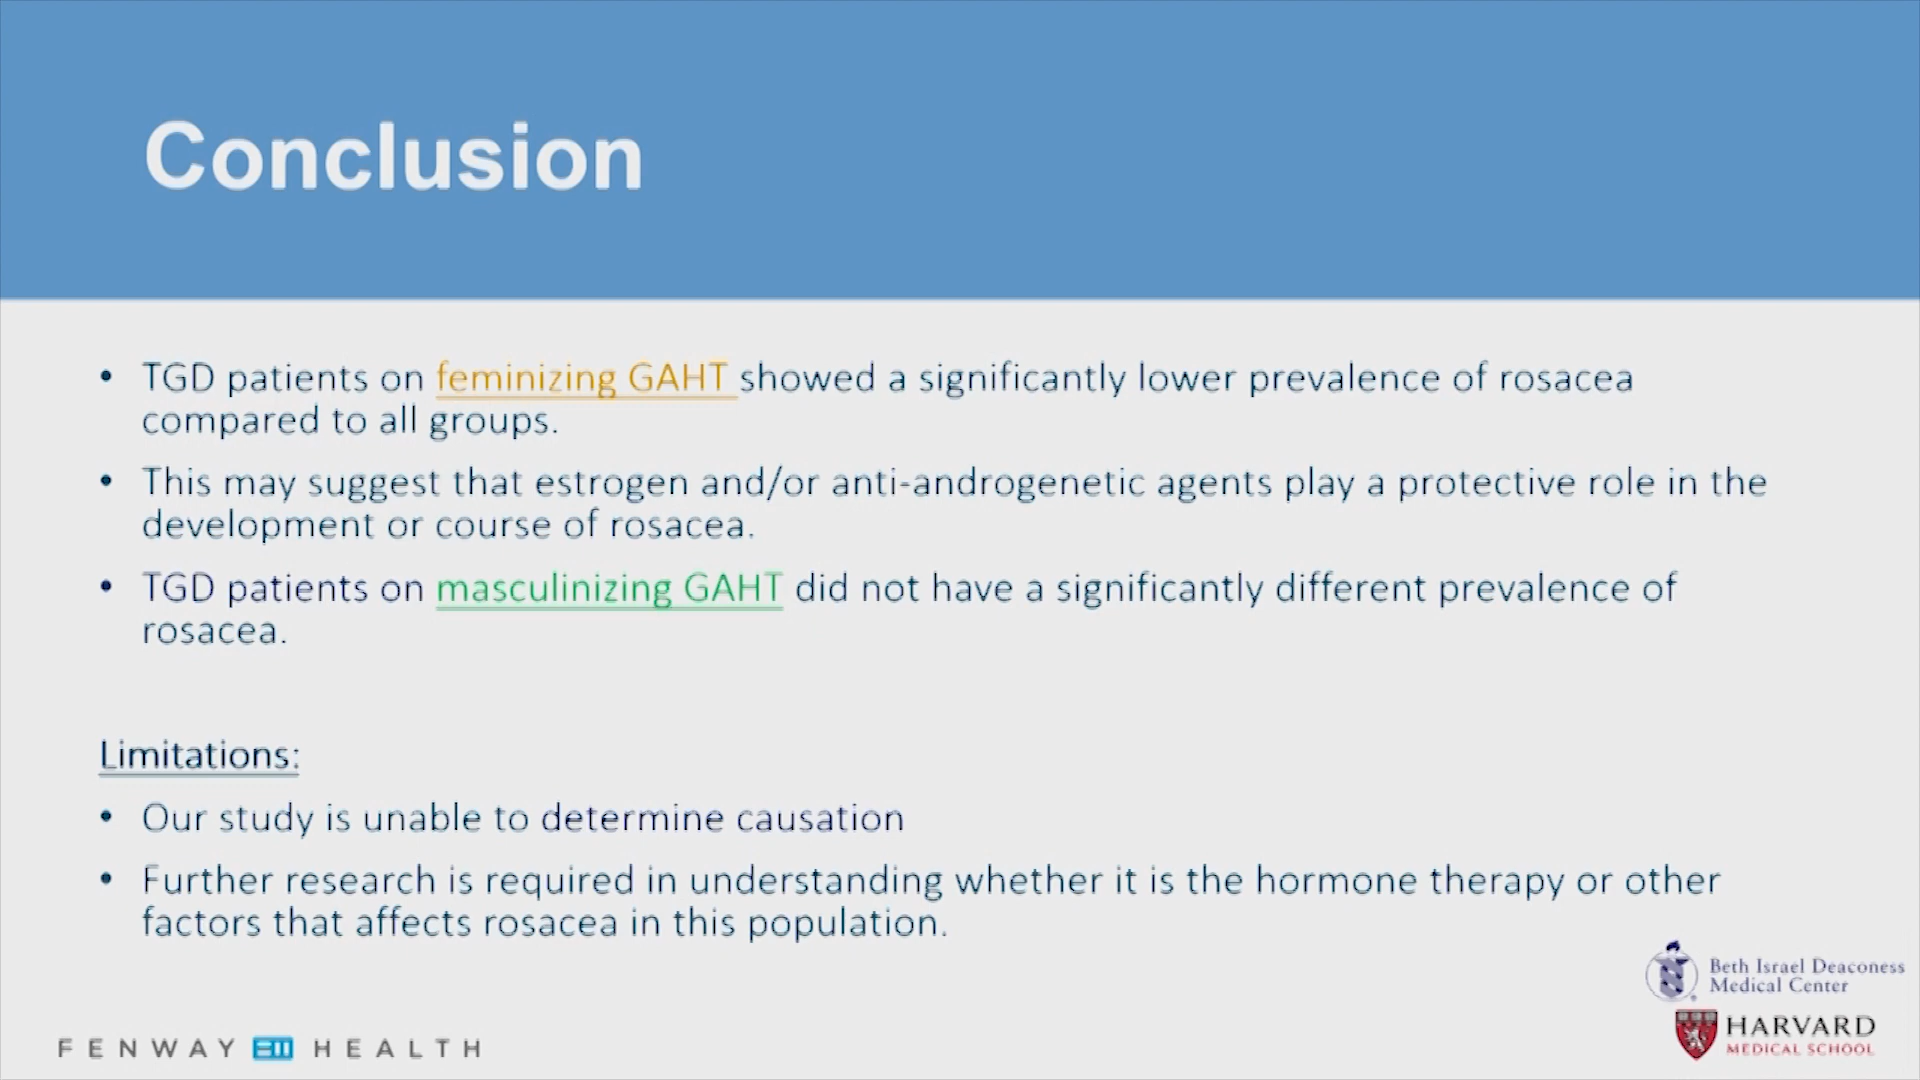 Conclusion
• TGD patients on feminizing GAHT showed a significantly lower prevalence of rosacea
compared to all groups.
• This may suggest that estrogen and/or anti-androgenetic agents play a protective role in the
development or course of rosacea.
• TGD patients on masculinizing GAHT did not have a significantly different prevalence of
rosacea.
Limitations:
• Our study is unable to determine causation
• Further research is required in understanding whether it is the hormone therapy or other
factors that affects rosacea in this population.
Beth Israel Deaconess
Medical Center
HARVARD
MEDICAL SCHOOL
FENWAY HEALTH